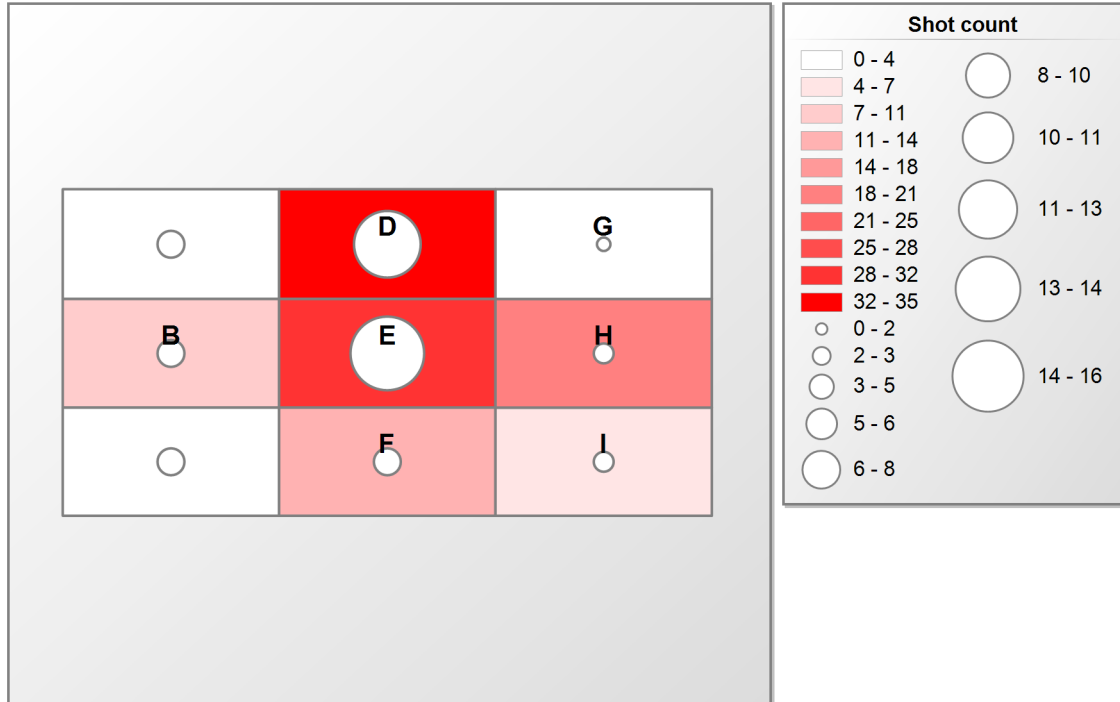 D
G
B
E
H
F
I
Shot count
0 - 4
4 - 7
7 - 11
11 - 14
14 - 18
18 - 21
21 - 25
25 - 28
28 - 32
32 - 35
0 - 2
2 - 3
3 - 5
5 - 6
6 - 8
8 - 10
10 - 11
11 - 13
13 - 14
14 - 16